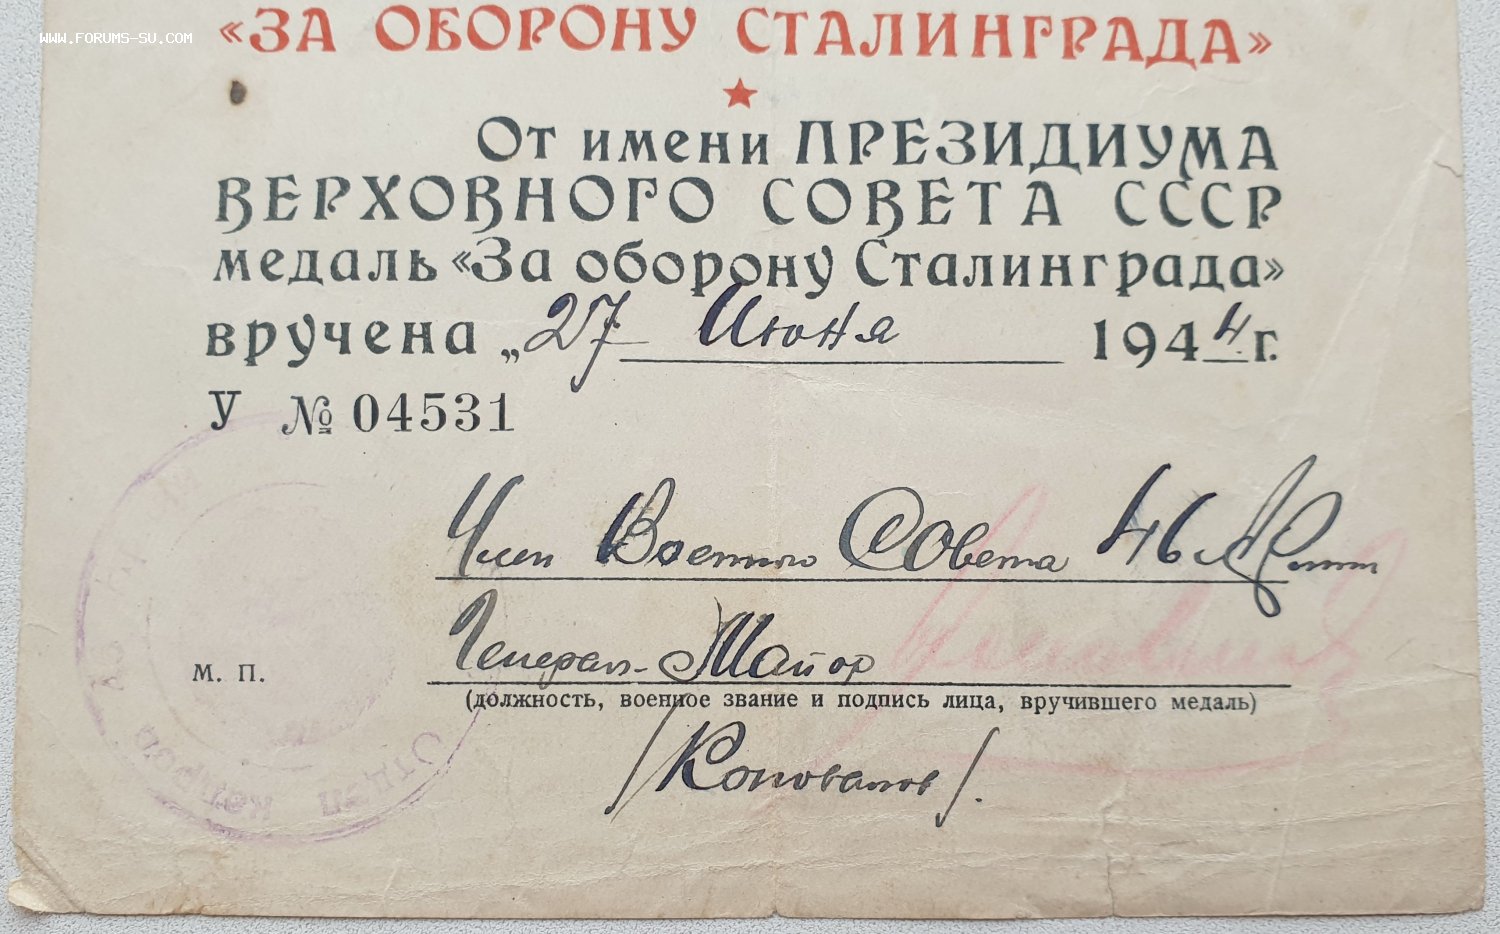 WWW.FORUMS-SU.COM
«ЗА ОБОРОНУ СТАЛИНГРАДА»
От имени ПРЕЗИДИУМА
ВЕРХОВНОГО СОВЕТА СССР
медаль «За оборону Сталинграда»
вручена „27 Июня 1944 г.
У № 04531
Член Военного Совета 46 Армии
Генерал-Майор
М. П.
(должность, военное звание и подпись лица, вручившего медаль)
/Коновалов/.